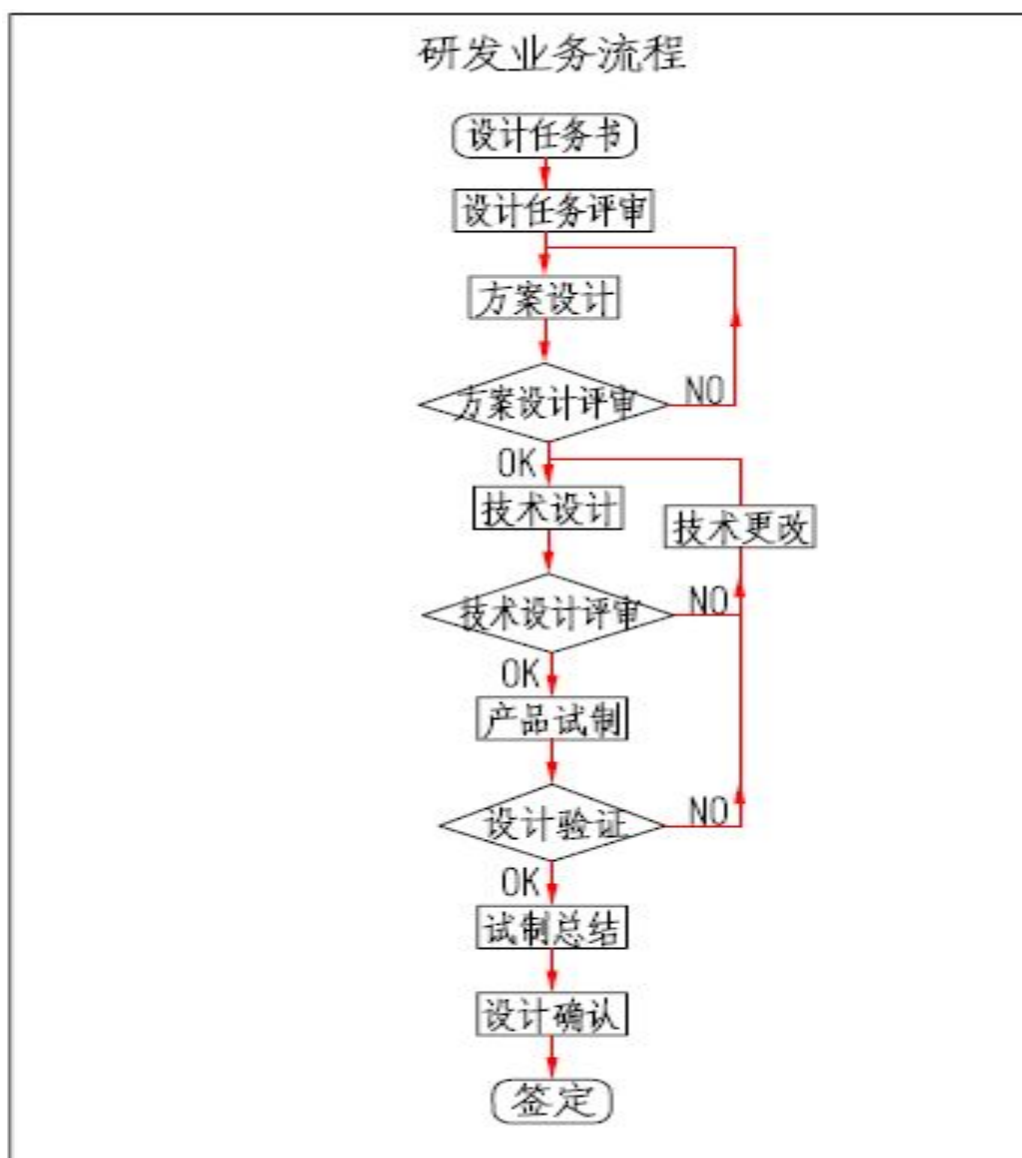 研发业务流程
设计任务书
设计任务评审
方案设计
方案设计评审
NO
OK
技术设计
技术更改
技术设计评审
NO
OK
产品试制
设计验证
NO
OK
试制总结
设计确认
签定